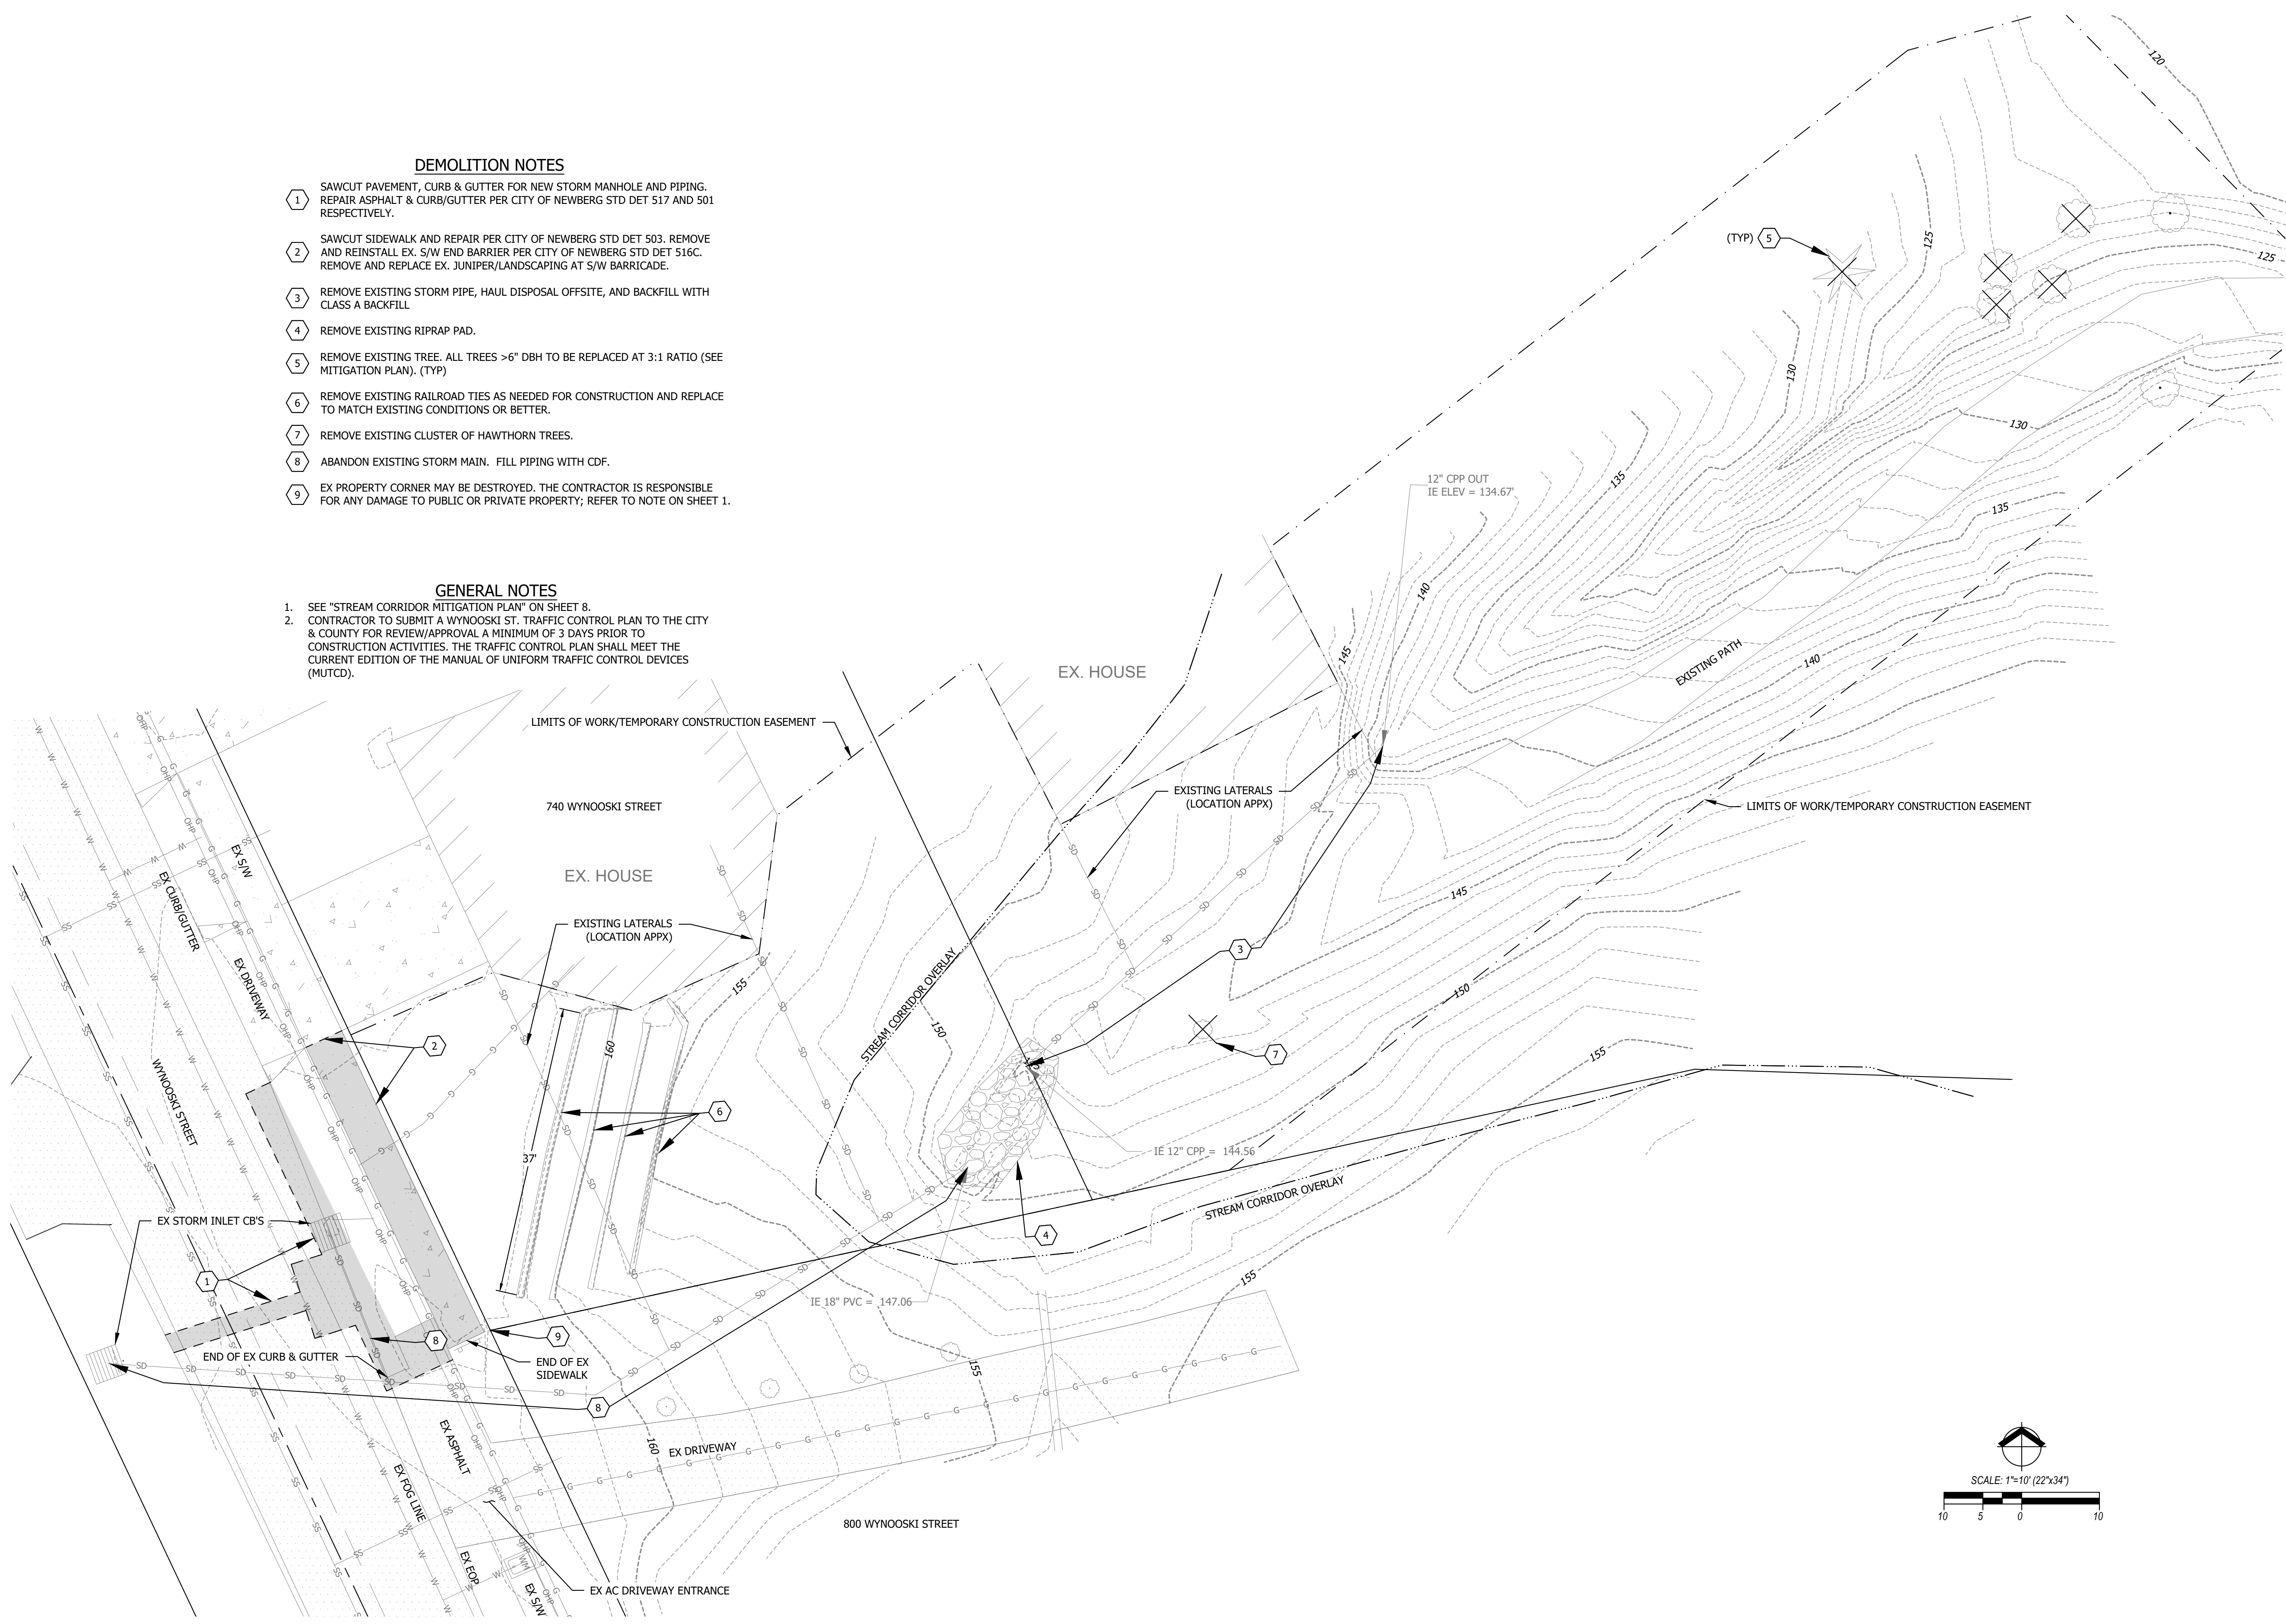 DEMOLITION NOTES
1 SAWCUT PAVEMENT, CURB & GUTTER FOR NEW STORM MANHOLE AND PIPING.
REPAIR ASPHALT & CURB/GUTTER PER CITY OF NEWBERG STD DET 517 AND 501
RESPECTIVELY.
2 SAWCUT SIDEWALK AND REPAIR PER CITY OF NEWBERG STD DET 503. REMOVE
AND REINSTALL EX. S/W END BARRIER PER CITY OF NEWBERG STD DET 516C.
REMOVE AND REPLACE EX. JUNIPER/LANDSCAPING AT S/W BARRICADE.
3 REMOVE EXISTING STORM PIPE, HAUL DISPOSAL OFFSITE, AND BACKFILL WITH
CLASS A BACKFILL
4 REMOVE EXISTING RIPRAP PAD.
5 REMOVE EXISTING TREE. ALL TREES >6" DBH TO BE REPLACED AT 3:1 RATIO (SEE
MITIGATION PLAN). (TYP)
6 REMOVE EXISTING RAILROAD TIES AS NEEDED FOR CONSTRUCTION AND REPLACE
TO MATCH EXISTING CONDITIONS OR BETTER.
7 REMOVE EXISTING CLUSTER OF HAWTHORN TREES.
8 ABANDON EXISTING STORM MAIN. FILL PIPING WITH CDF.
9 EX PROPERTY CORNER MAY BE DESTROYED. THE CONTRACTOR IS RESPONSIBLE
FOR ANY DAMAGE TO PUBLIC OR PRIVATE PROPERTY; REFER TO NOTE ON SHEET 1.
GENERAL NOTES
1. SEE "STREAM CORRIDOR MITIGATION PLAN" ON SHEET 8.
2. CONTRACTOR TO SUBMIT A WYNOOSKI ST. TRAFFIC CONTROL PLAN TO THE CITY
& COUNTY FOR REVIEW/APPROVAL A MINIMUM OF 3 DAYS PRIOR TO
CONSTRUCTION ACTIVITIES. THE TRAFFIC CONTROL PLAN SHALL MEET THE
CURRENT EDITION OF THE MANUAL OF UNIFORM TRAFFIC CONTROL DEVICES
(MUTCD).
120
(TYP) 5
125
125
130
130
12" CPP OUT
IE ELEV = 134.67'
135
135
140
145
EXISTING PATH
140
EX. HOUSE
LIMITS OF WORK/TEMPORARY CONSTRUCTION EASEMENT
740 WYNOOSKI STREET
EX. HOUSE
EXISTING LATERALS
(LOCATION APPX)
LIMITS OF WORK/TEMPORARY CONSTRUCTION EASEMENT
EX S/W
EX CURB/GUTTER
EX DRIVEWAY
WYNOOSKI STREET
EXISTING LATERALS
(LOCATION APPX)
145
155
3
STREAM CORRIDOR OVERLAY
150
150
160
2
7
155
6
37'
IE 12" CPP = 144.56
STREAM CORRIDOR OVERLAY
EX STORM INLET CB'S
4
1
155
IE 18" PVC = 147.06
8
9
END OF EX CURB & GUTTER
END OF EX
SIDEWALK
155
8
160
EX DRIVEWAY
EX ASPHALT
EX FOG LINE
800 WYNOOSKI STREET
EX EOP
WM
EX S/W
EX AC DRIVEWAY ENTRANCE
SCALE: 1"=10' (22"x34")
10 5 0 10